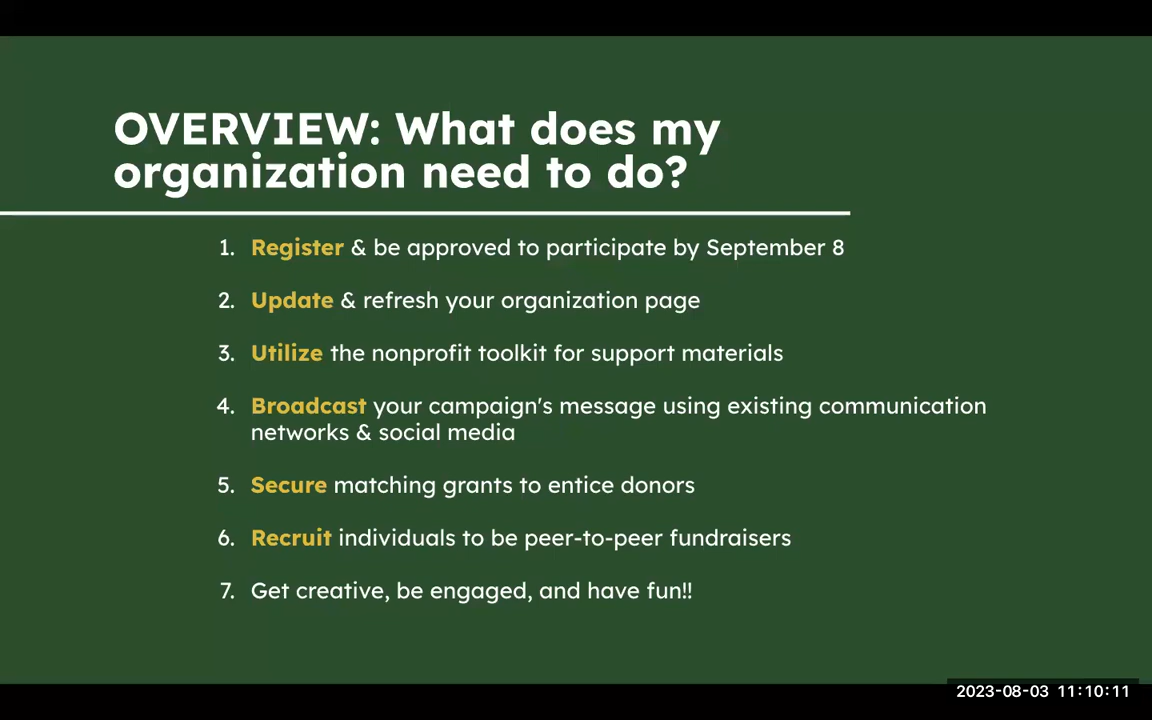 OVERVIEW: What does my
organization need to do?
1. Register & be approved to participate by September 8
2. Update & refresh your organization page
3. Utilize the nonprofit toolkit for support materials
4. Broadcast your campaign's message using existing communication
networks & social media
5. Secure matching grants to entice donors
6. Recruit individuals to be peer-to-peer fundraisers
7. Get creative, be engaged, and have fun!!
2023-08-03 11:10:11